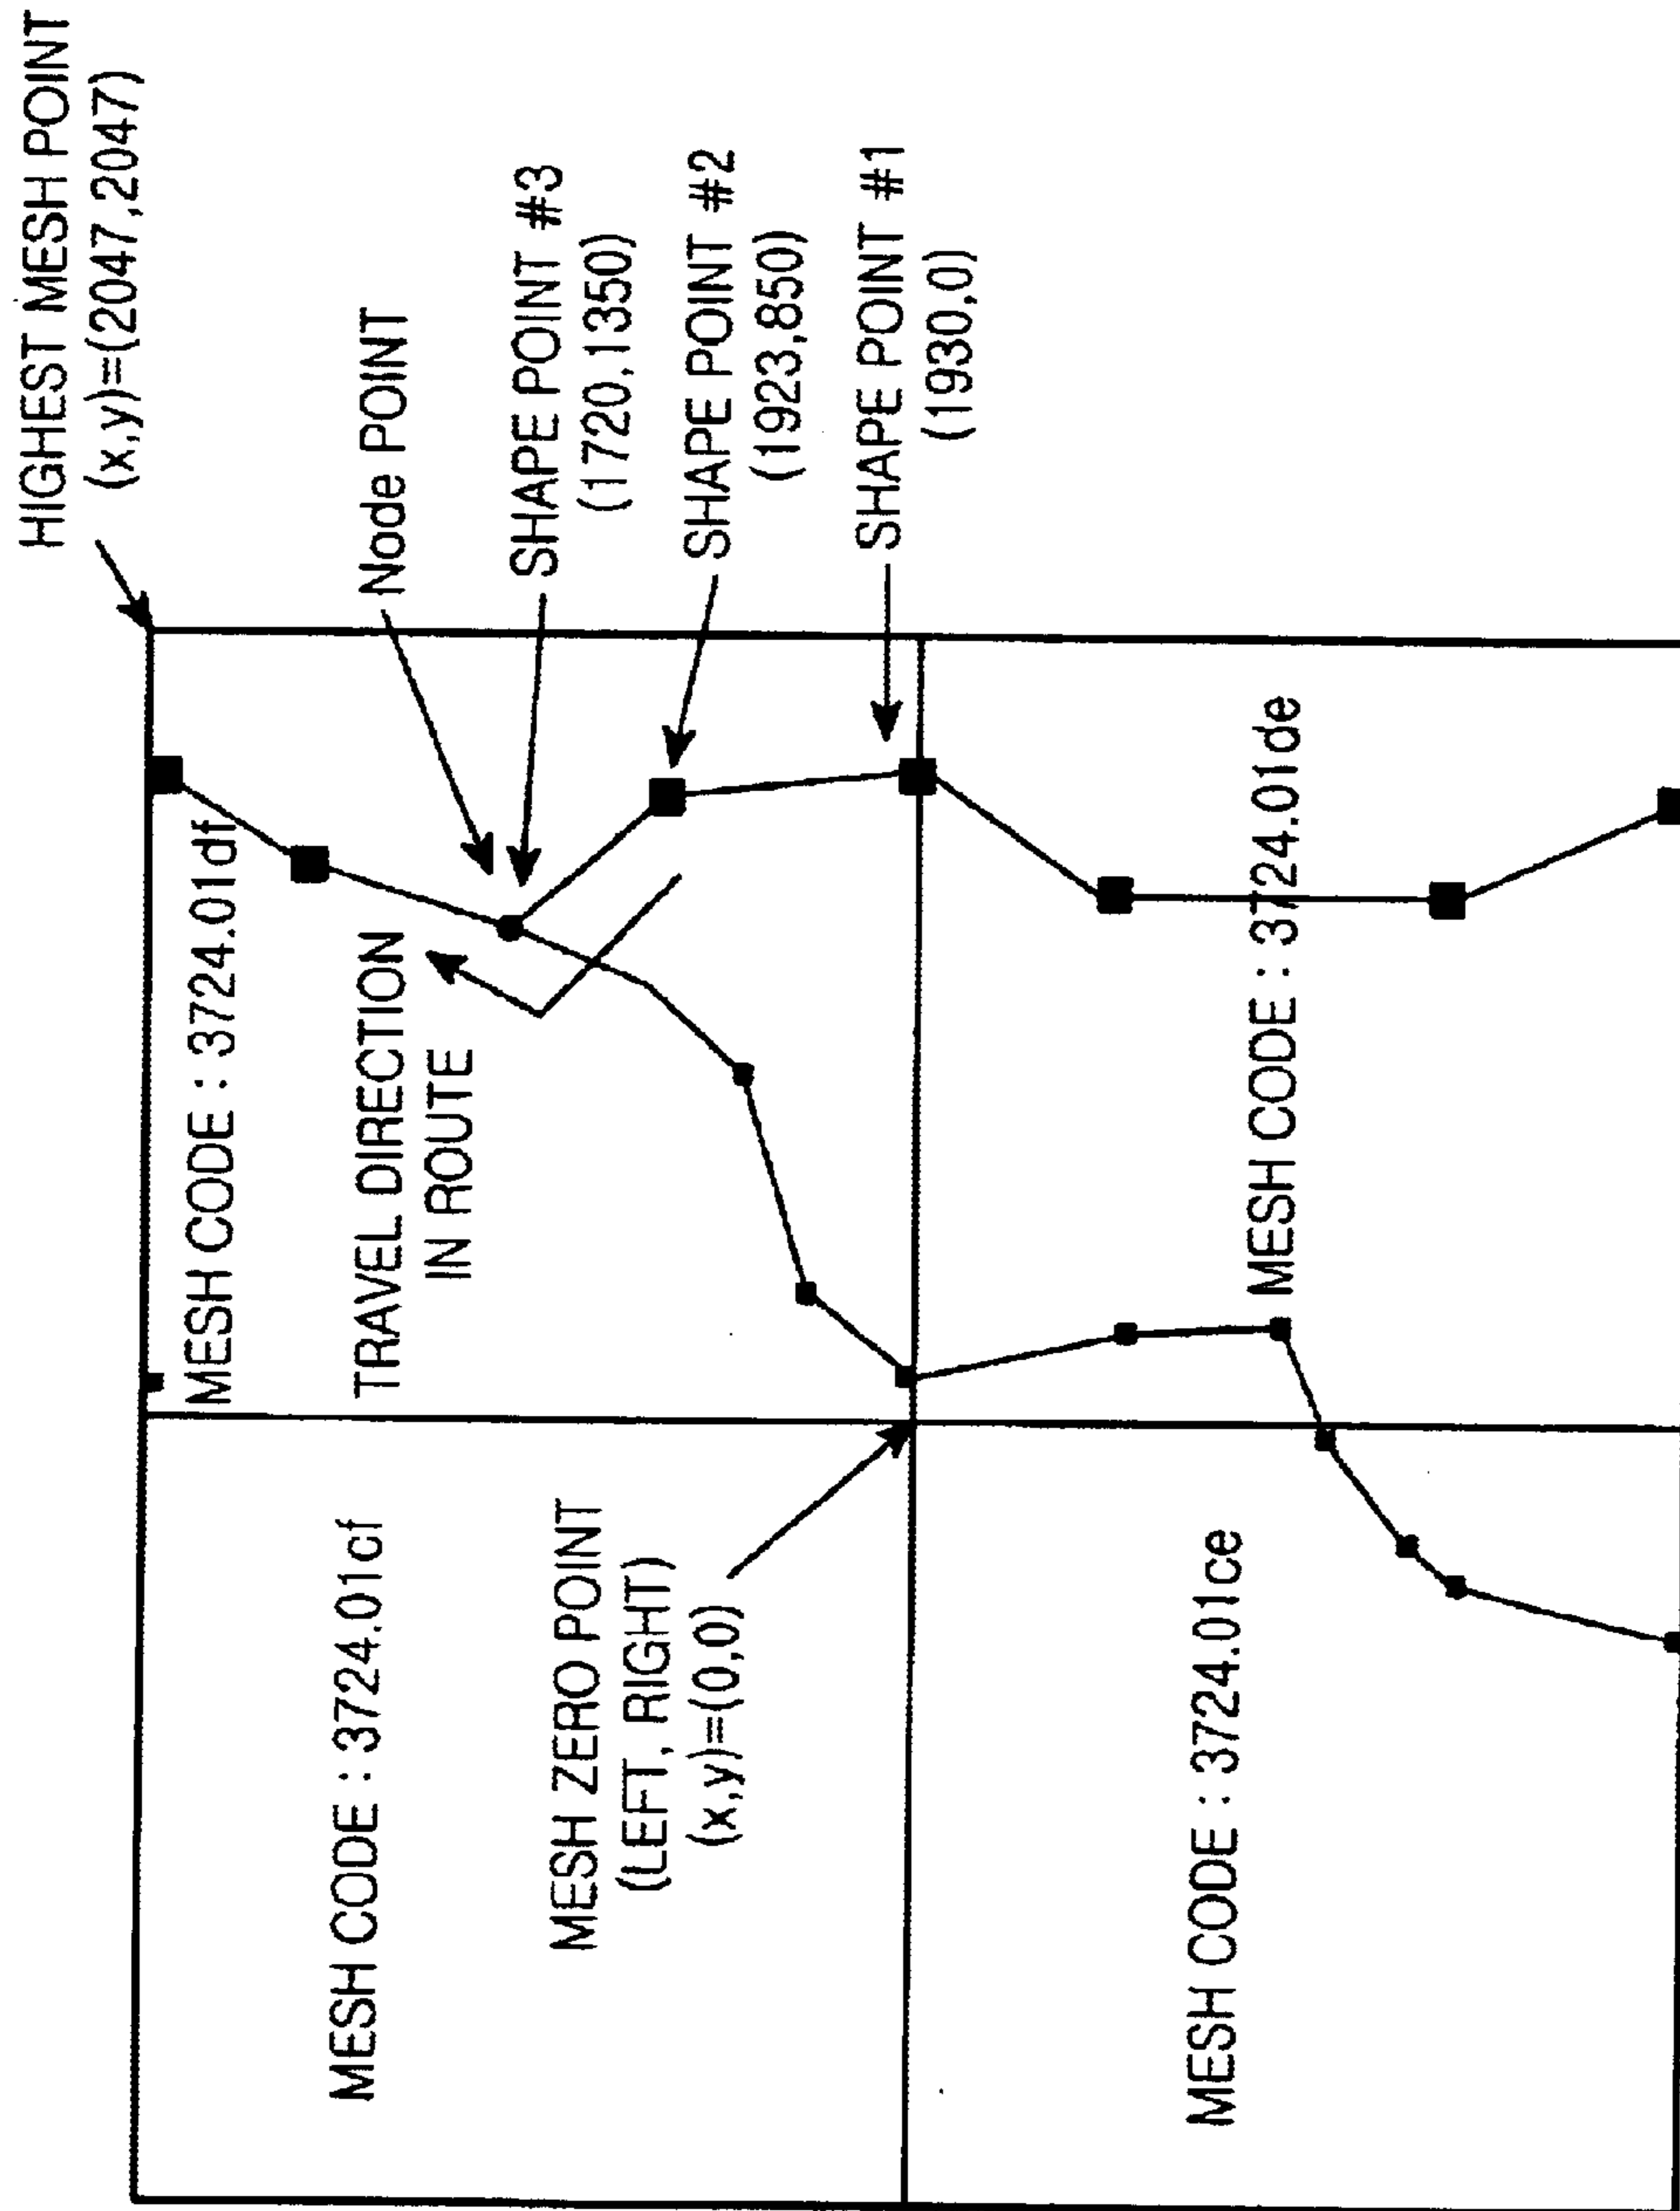 HIGHEST MESH POINT
(x,y)=(2047,2047)
Node POINT
SHAPE POINT #3
(1720,1350)
SHAPE POINT #2
(1923,850)
SHAPE POINT #1
(1930,0)
MESH CODE : 3724.01df
TRAVEL DIRECTION
IN ROUTE
MESH CODE : 3724.01de
MESH CODE : 3724.01cf
MESH ZERO POINT
(LEFT, RIGHT)
(x,y)=(0,0)
MESH CODE : 3724.01ce